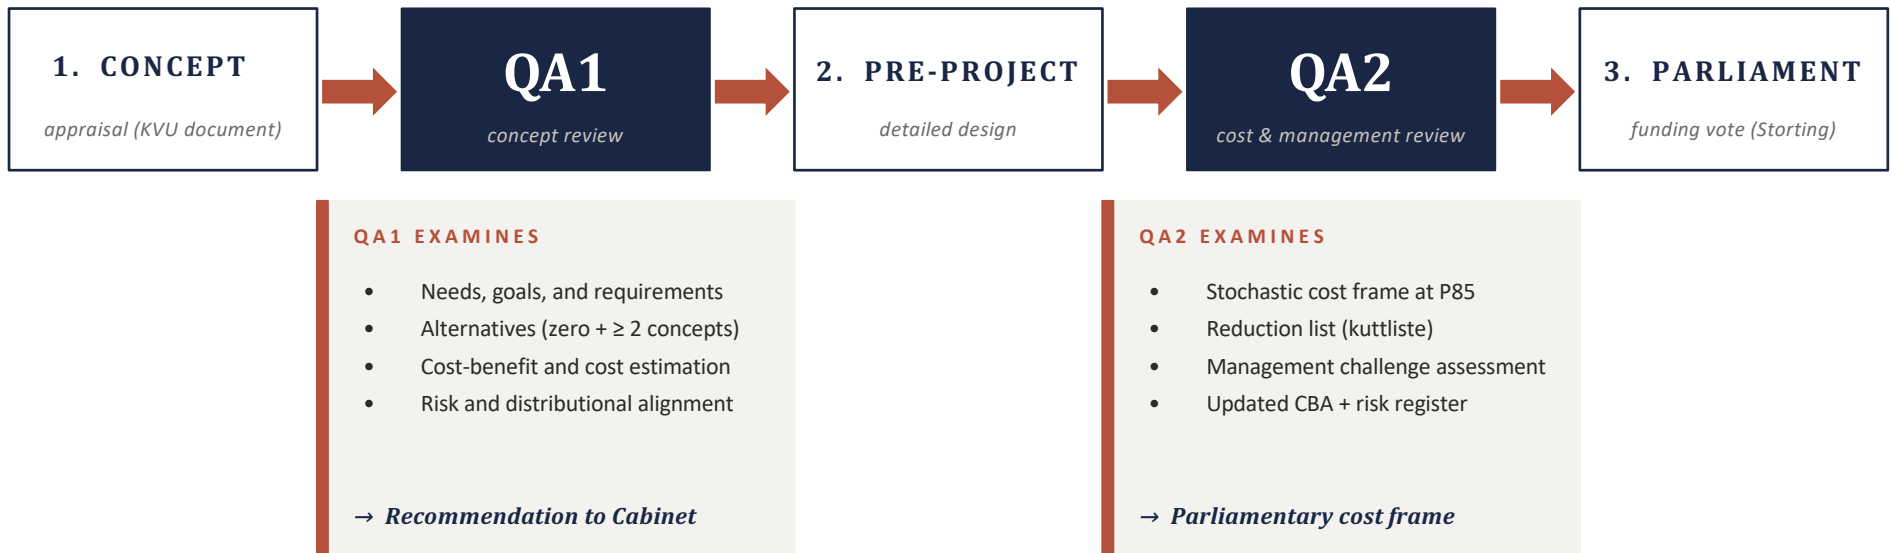 1. CONCEPT
appraisal (KVU document)
QA1
concept review
2. PRE-PROJECT
detailed design
QA2
cost & management review
3. PARLIAMENT
funding vote (Storting)
QA1 EXAMINES
• Needs, goals, and requirements
• Alternatives (zero + ≥ 2 concepts)
• Cost-benefit and cost estimation
• Risk and distributional alignment
→ Recommendation to Cabinet
QA2 EXAMINES
• Stochastic cost frame at P85
• Reduction list (kuttliste)
• Management challenge assessment
• Updated CBA + risk register
→ Parliamentary cost frame